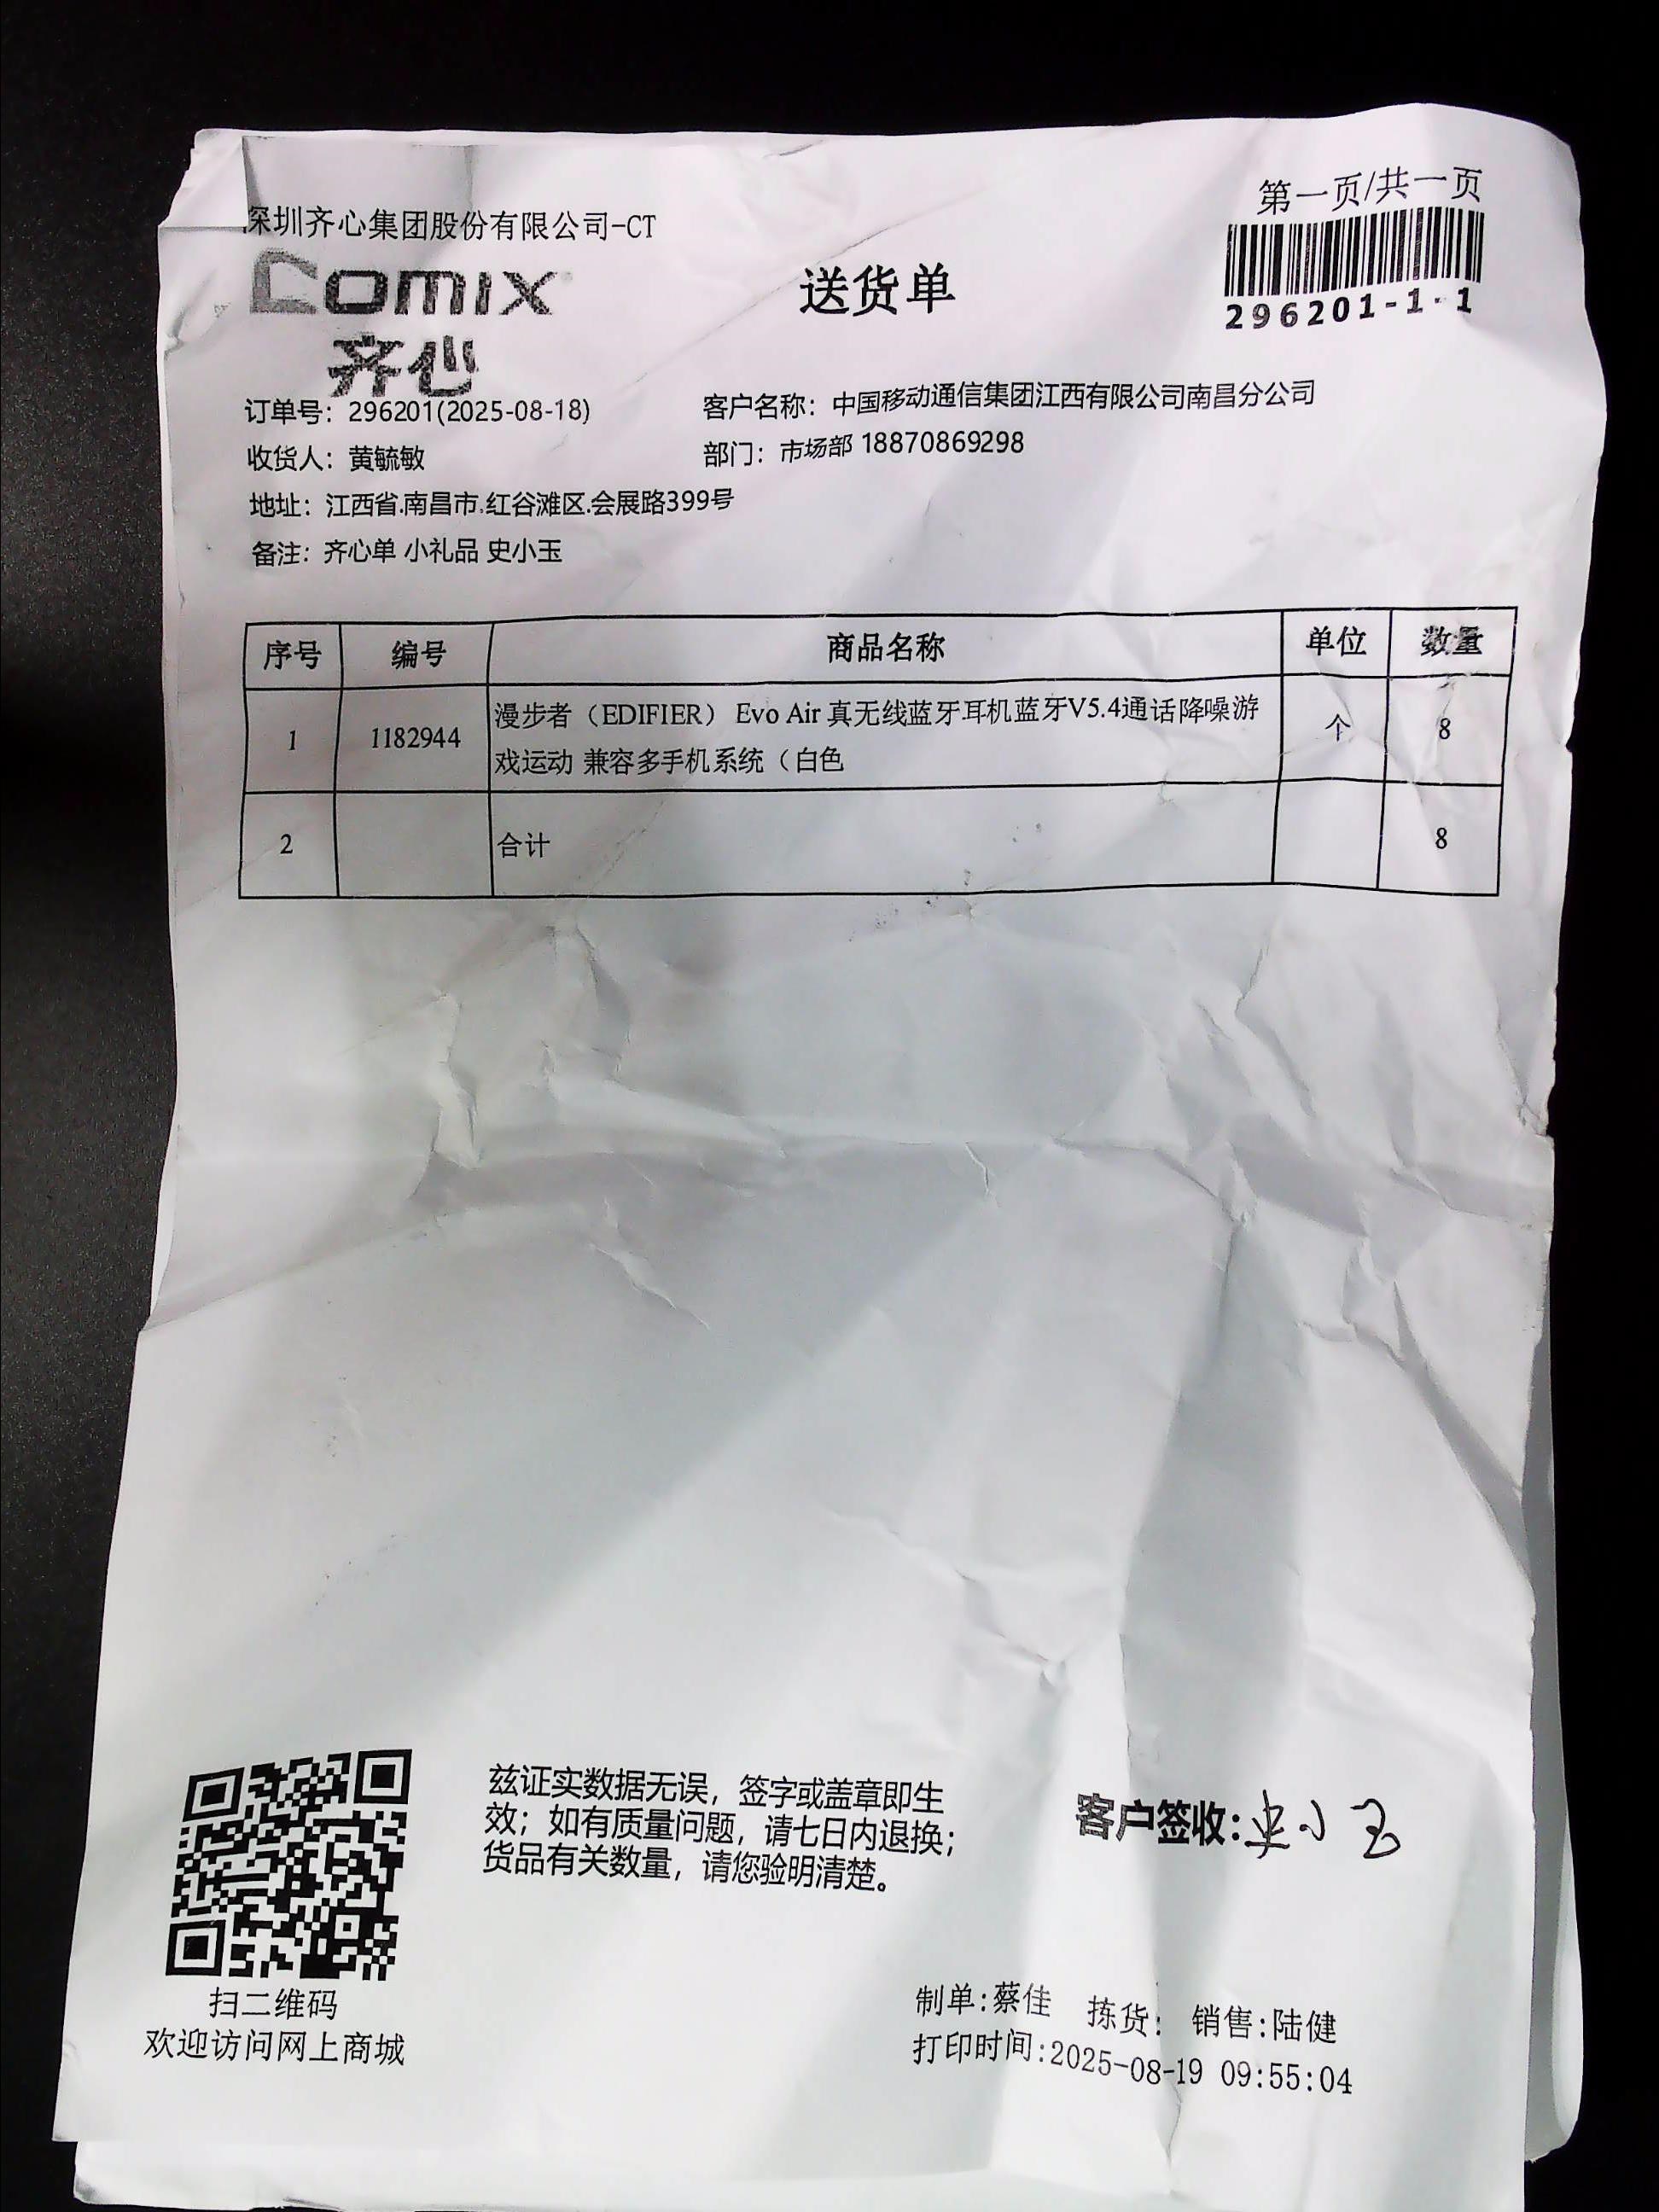 第一页/共一页
深圳齐心集团股份有限公司-CT
Comix
齐心
送货单
296201-1-1
订单号：296201(2025-08-18)
客户名称：中国移动通信集团江西有限公司南昌分公司
收货人：黄毓敏
部门：市场部 18870869298
地址：江西省.南昌市.红谷滩区.会展路399号
备注：齐心单 小礼品 史小玉
序号 编号 商品名称 单位 数量
1 1182944 漫步者（EDIFIER） Evo Air 真无线蓝牙耳机蓝牙V5.4通话降噪游 个 8
戏运动 兼容多手机系统（白色
2 合计 8
兹证实数据无误，签字或盖章即生
效；如有质量问题，请七日内退换；
货品有关数量，请您验明清楚。
客户签收:史小玉
扫二维码
欢迎访问网上商城
制单:蔡佳 拣货: 销售:陆健
打印时间:2025-08-19 09:55:04